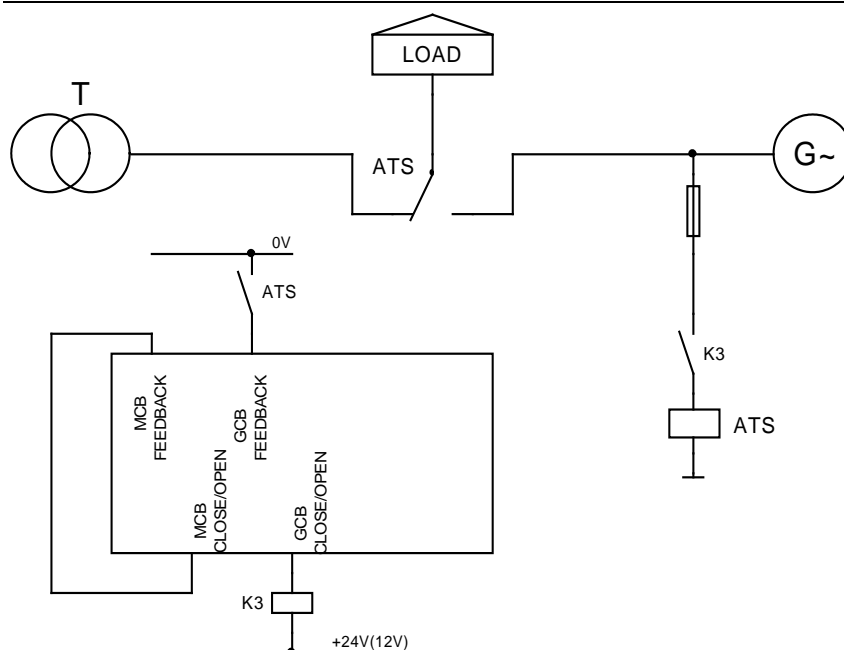 LOAD
T
ATS
G~
0V
ATS
K3
MCB
FEEDBACK
GCB
FEEDBACK
ATS
MCB
CLOSE/OPEN
GCB
CLOSE/OPEN
K3
+24V(12V)